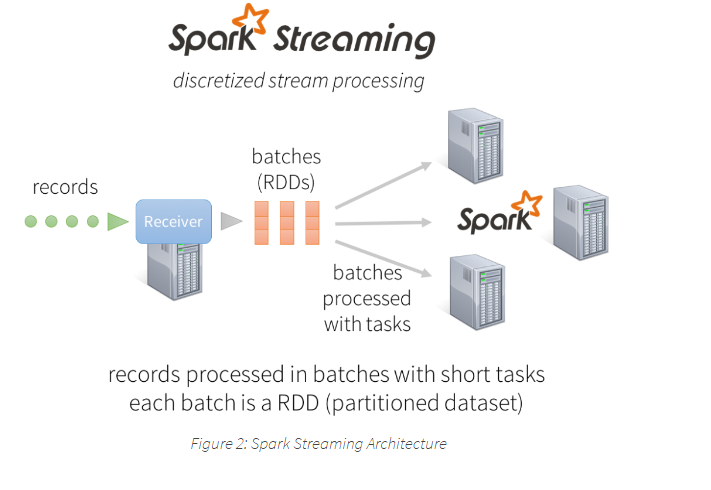 Spark Streaming
discretized stream processing
batches
(RDDs)
records
Receiver
Spark
batches
processed
with tasks
records processed in batches with short tasks
each batch is a RDD (partitioned dataset)
Figure 2: Spark Streaming Architecture